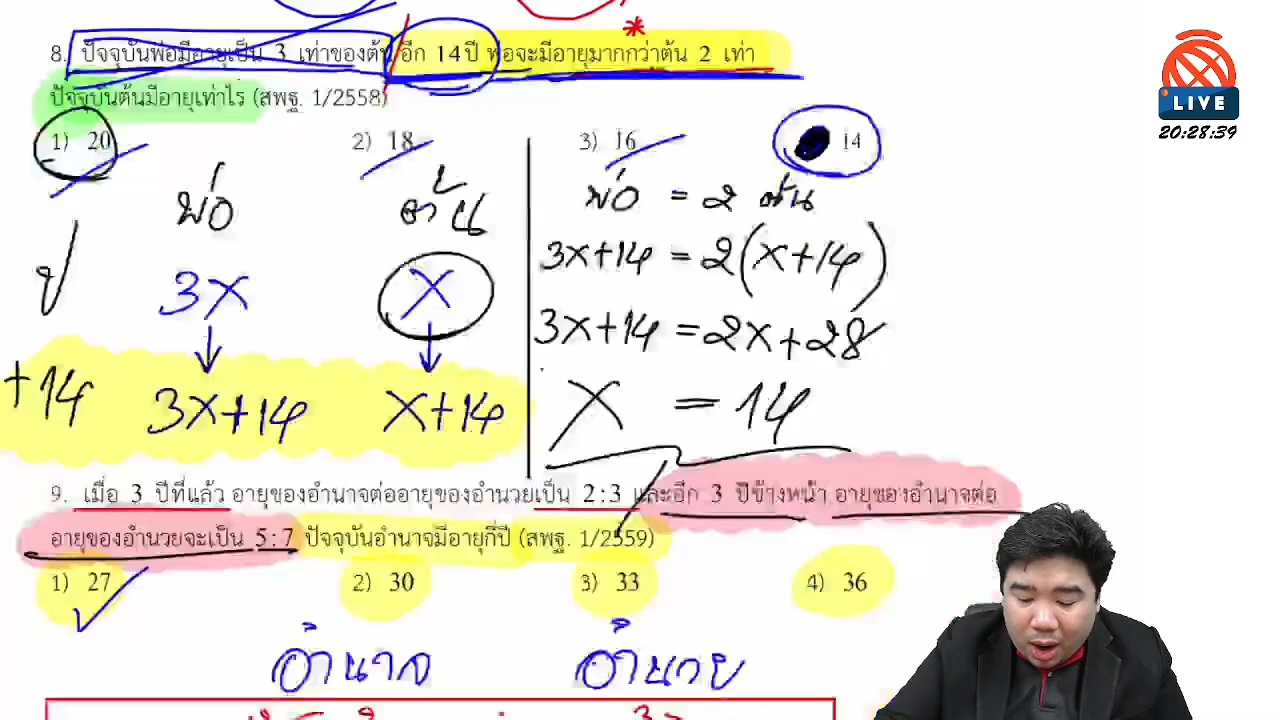 8. ปัจจุบันพ่อมีอายุเป็น 3 เท่าของต้น อีก 14 ปี พ่อจะมีอายุมากกว่าต้น 2 เท่า
ปัจจุบันต้นมีอายุเท่าไร (สพฐ. 1/2558)
1) 20 2) 18 3) 16 14
พ่อ ต้น
ป 3x x
+14 3x+14 x+14
พ่อ = 2 ต้น
3x+14 = 2(x+14)
3x+14 = 2x+28
x = 14
9. เมื่อ 3 ปีที่แล้ว อายุของอำนาจต่ออายุของอำนวยเป็น 2:3 และอีก 3 ปีข้างหน้า อายุของอำนาจต่อ
อายุของอำนวยจะเป็น 5:7 ปัจจุบันอำนาจมีอายุกี่ปี (สพฐ. 1/2559)
1) 27 2) 30 3) 33 4) 36
อำนาจ อำนวย
LIVE
20:28:39